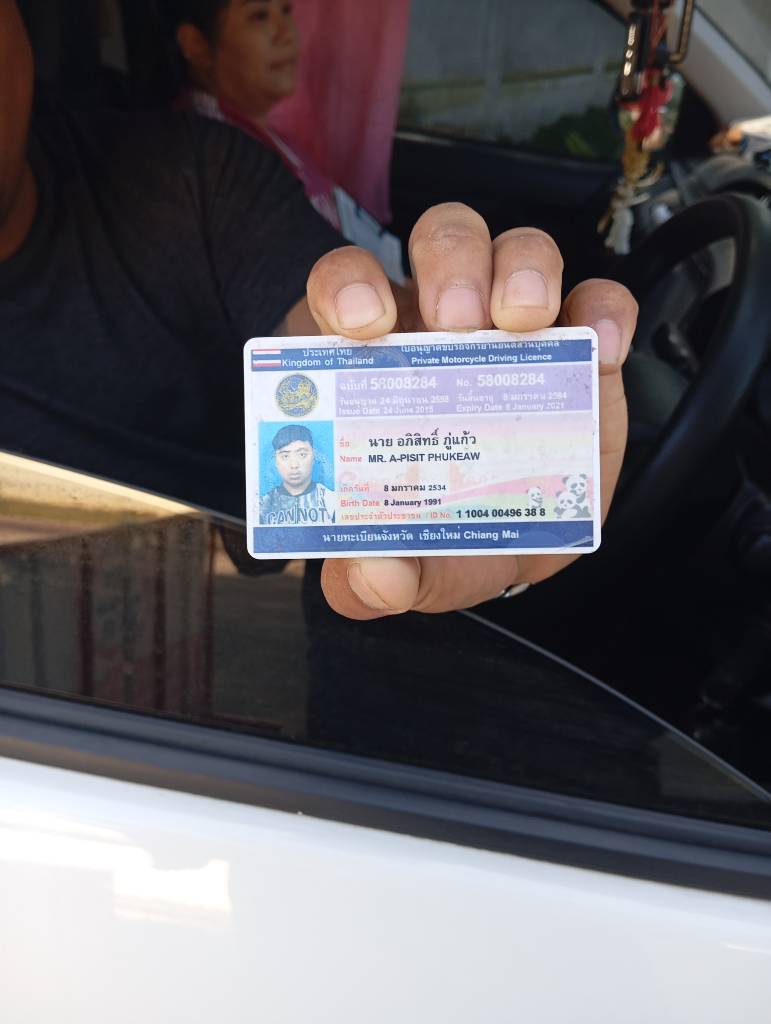 ประเทศไทย
Kingdom of Thailand
ใบอนุญาตขับรถจักรยานยนต์ส่วนบุคคล
Private Motorcycle Driving Licence
ฉบับที่ 58008284 No. 58008284
วันอนุญาต 24 มิถุนายน 2558 วันสิ้นอายุ 8 มกราคม 2564
Issue Date 24 June 2015 Expiry Date 8 January 2021
ชื่อ นาย อภิสิทธิ์ ภู่แก้ว
Name MR. A-PISIT PHUKEAW
เกิดวันที่ 8 มกราคม 2534
Birth Date 8 January 1991
เลขประจำตัวประชาชน / ID No. 1 1004 00496 38 8
CANNOT
นายทะเบียนจังหวัด เชียงใหม่ Chiang Mai